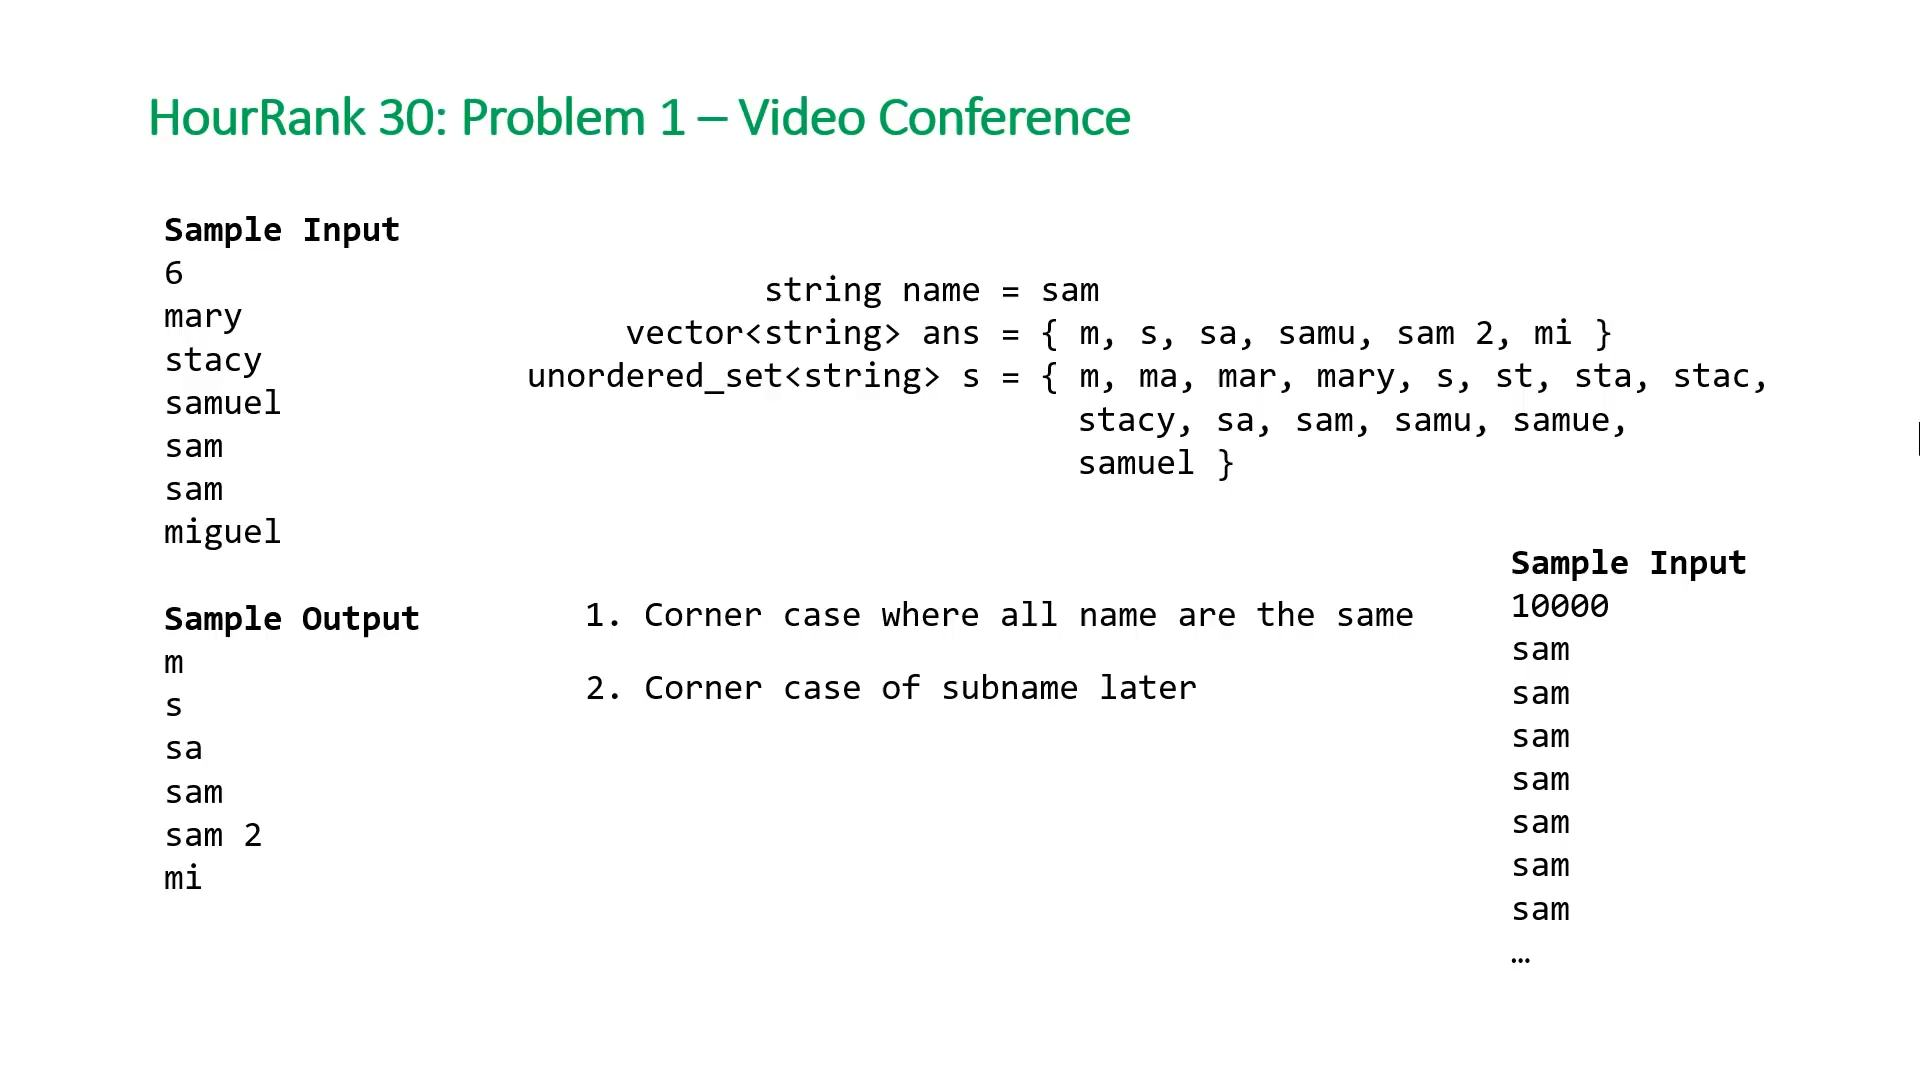 HourRank 30: Problem 1 – Video Conference
Sample Input
6
mary
stacy
samuel
sam
sam
miguel
Sample Output
m
s
sa
sam
sam 2
mi
string name = sam
vector<string> ans = { m, s, sa, samu, sam 2, mi }
unordered_set<string> s = { m, ma, mar, mary, s, st, sta, stac,
stacy, sa, sam, samu, samue,
samuel }
1. Corner case where all name are the same
2. Corner case of subname later
Sample Input
10000
sam
sam
sam
sam
sam
sam
sam
…